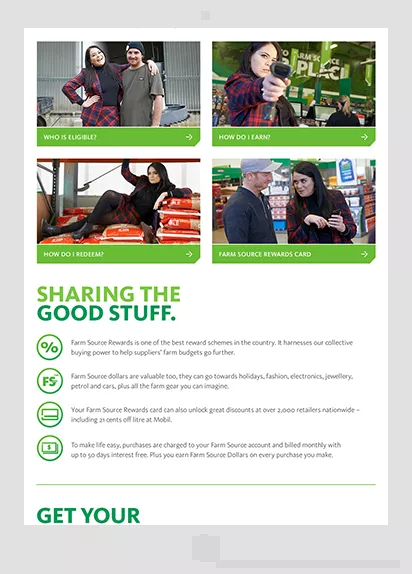 WHO IS ELIGIBLE?
HOW DO I EARN?
HOW DO I REDEEM?
FARM SOURCE REWARDS CARD
SHARING THE
GOOD STUFF.
%
Farm Source Rewards is one of the best reward schemes in the country. It harnesses our collective
buying power to help suppliers' farm budgets go further.
FS
Farm Source dollars are valuable too, they can go towards holidays, fashion, electronics, jewellery,
petrol and cars, plus all the farm gear you can imagine.
Your Farm Source Rewards card can also unlock great discounts at over 2,000 retailers nationwide –
including 21 cents off litre at Mobil.
$
To make life easy, purchases are charged to your Farm Source account and billed monthly with
up to 50 days interest free. Plus you earn Farm Source Dollars on every purchase you make.
GET YOUR